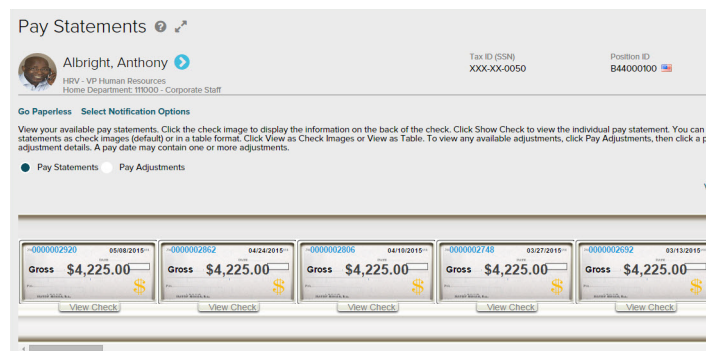 Pay Statements
Albright, Anthony
HRV - VP Human Resources
Home Department: 111000 - Corporate Staff
Tax ID (SSN)
XXX-XX-0050
Position ID
B44000100
Go Paperless Select Notification Options
View your available pay statements. Click the check image to display the information on the back of the check. Click Show Check to view the individual pay statement. You can
statements as check images (default) or in a table format. Click View as Check Images or View as Table. To view any available adjustments, click Pay Adjustments, then click a p
adjustment details. A pay date may contain one or more adjustments.
Pay Statements Pay Adjustments
0000002920 05/08/2015
Gross $4,225.00
$
View Check
0000002862 04/24/2015
Gross $4,225.00
$
View Check
0000002806 04/10/2015
Gross $4,225.00
$
View Check
0000002748 03/27/2015
Gross $4,225.00
$
View Check
0000002692 03/13/2015
Gross $4,225.00
$
View Check